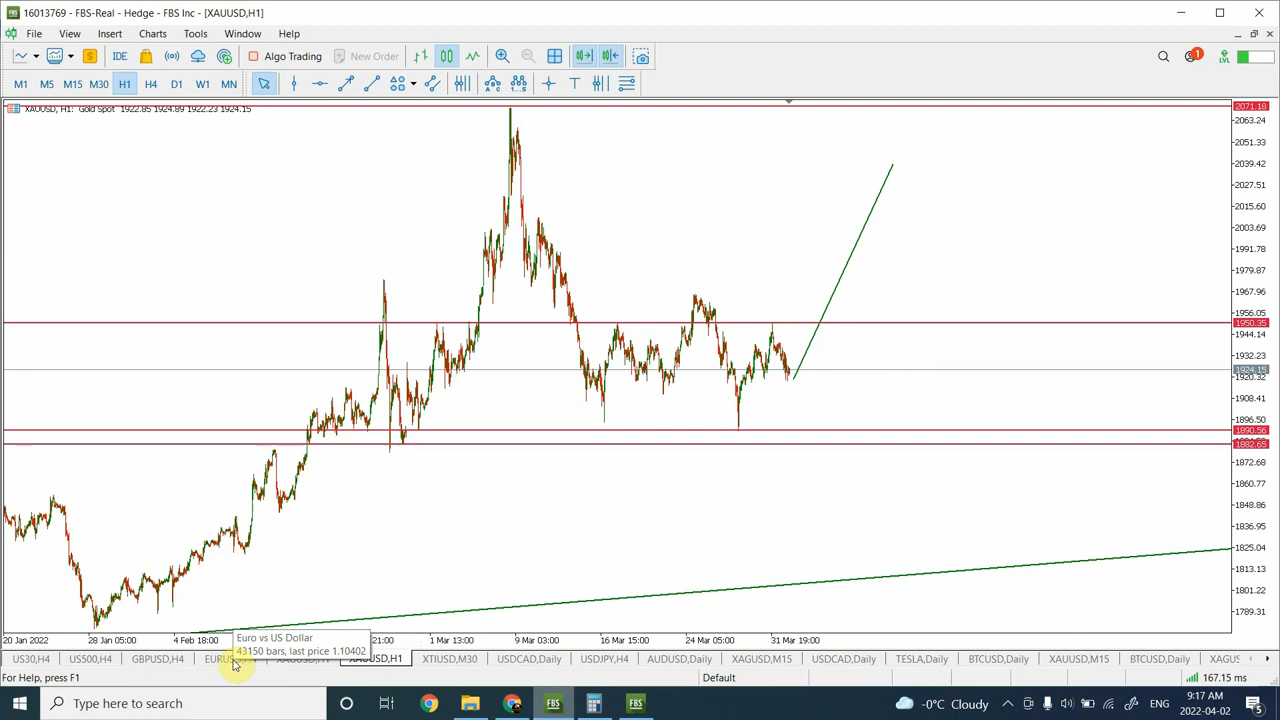 16013769 - FBS-Real - Hedge - FBS Inc - [XAUUSD,H1]
File View Insert Charts Tools Window Help
IDE Algo Trading New Order 1 LVL
M1 M5 M15 M30 H1 H4 D1 W1 MN
XAUUSD, H1: Gold Spot 1922.85 1924.89 1922.23 1924.15
2071.18
2063.24
2051.33
2039.42
2027.51
2015.60
2003.69
1991.78
1979.87
1967.96
1956.05
1950.35
1944.14
1932.23
1924.15
1920.32
1908.41
1896.50
1890.56
1882.65
1872.68
1860.77
1848.86
1836.95
1825.04
1813.13
1801.22
1789.31
20 Jan 2022 28 Jan 05:00 4 Feb 18:00 21:00 1 Mar 13:00 9 Mar 03:00 16 Mar 15:00 24 Mar 05:00 31 Mar 19:00
Euro vs US Dollar
43150 bars, last price 1.10402
US30,H4 US500,H4 GBPUSD,H4 XAUUSD,H1 XTIUSD,M30 USDCAD,Daily USDJPY,H4 AUDUSD,Daily XAGUSD,M15 USDCAD,Daily TESLA,Daily BTCUSD,Daily XAUUSD,M15 BTCUSD,Daily XAGUS
For Help, press F1 Default 167.15 ms
Type here to search FBS FBS -0°C Cloudy ENG 9:17 AM
2022-04-02 5